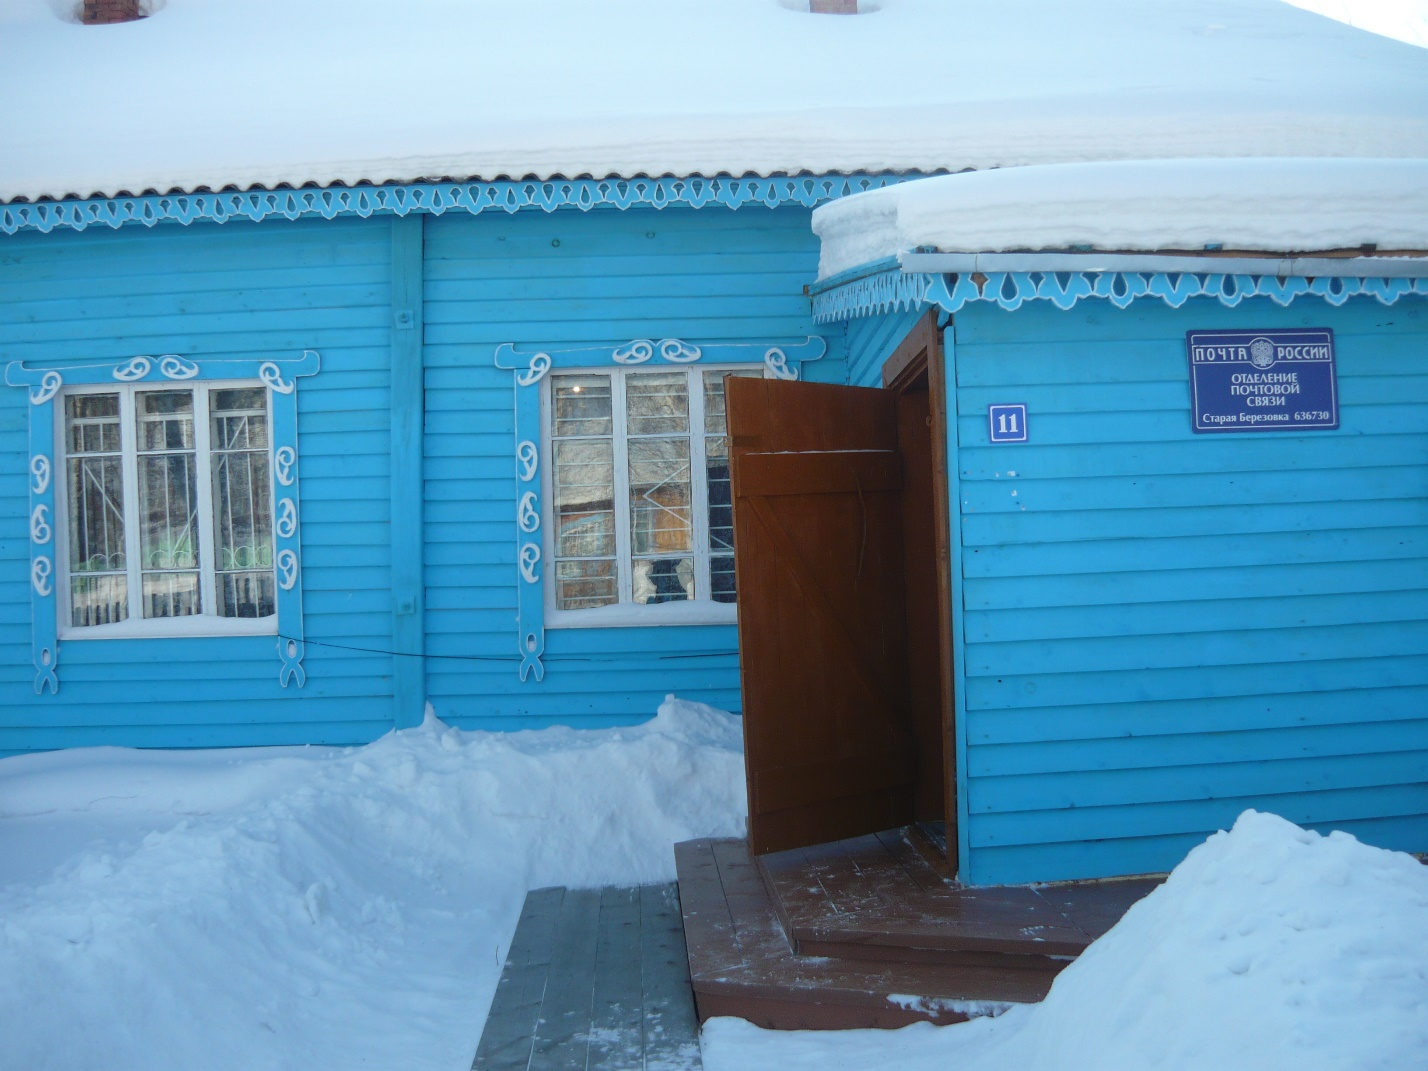 11
ПОЧТА РОССИИ
ОТДЕЛЕНИЕ
ПОЧТОВОЙ
СВЯЗИ
Старая Березовка 636730